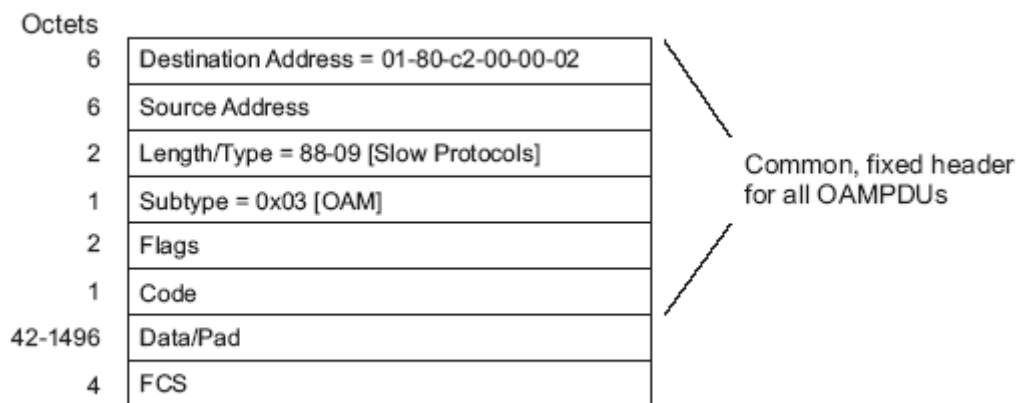 Octets
6 Destination Address = 01-80-c2-00-00-02
6 Source Address
2 Length/Type = 88-09 [Slow Protocols]
1 Subtype = 0x03 [OAM]
2 Flags
1 Code
42-1496 Data/Pad
4 FCS
Common, fixed header
for all OAMPDUs